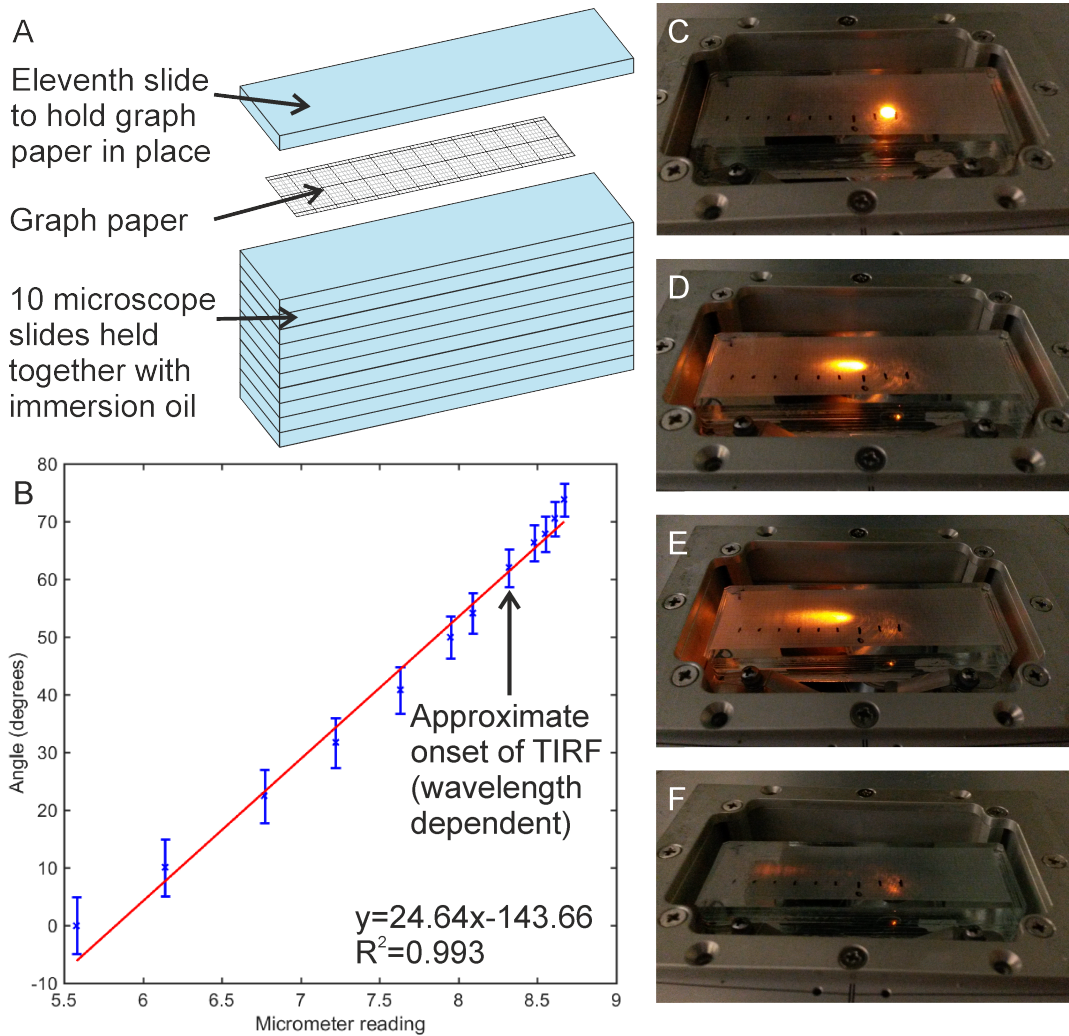 A
Eleventh slide
to hold graph
paper in place
Graph paper
10 microscope
slides held
together with
immersion oil
B
80
70
60
50
40
30
20
10
0
-10
5.5
6
6.5
7
7.5
8
8.5
9
Angle (degrees)
Micrometer reading
Approximate
onset of TIRF
(wavelength
dependent)
y=24.64x-143.66
R²=0.993
C
D
E
F